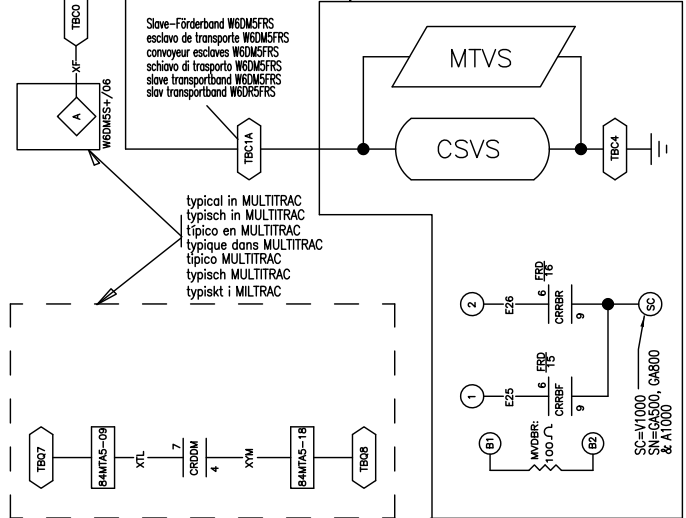 TBC0
XF
A
W6DM5S+/06
Slave-Förderband W6DM5FRS
esclavo de transporte W6DM5FRS
convoyeur esclaves W6DM5FRS
schiavo di trasporto W6DM5FRS
slave transportband W6DM5FRS
slav transportband W6DR5FRS
TBC1A
MTVS
CSVS
TBC4
typical in MULTITRAC
typisch in MULTITRAC
típico en MULTITRAC
typique dans MULTITRAC
tipico MULTITRAC
typisch MULTITRAC
typiskt i MILTRAC
TBQ7
84MTA5-09
XTL
7
CRDDM
4
XYM
84MTA5-18
TBQ8
2
E26
FRD
16
6
CRRBR
9
SC
1
E25
FRD
15
6
CRRBF
9
B1
MVDBR:
100Ω
B2
SC=V1000
SN=GA500, GA800
& A1000